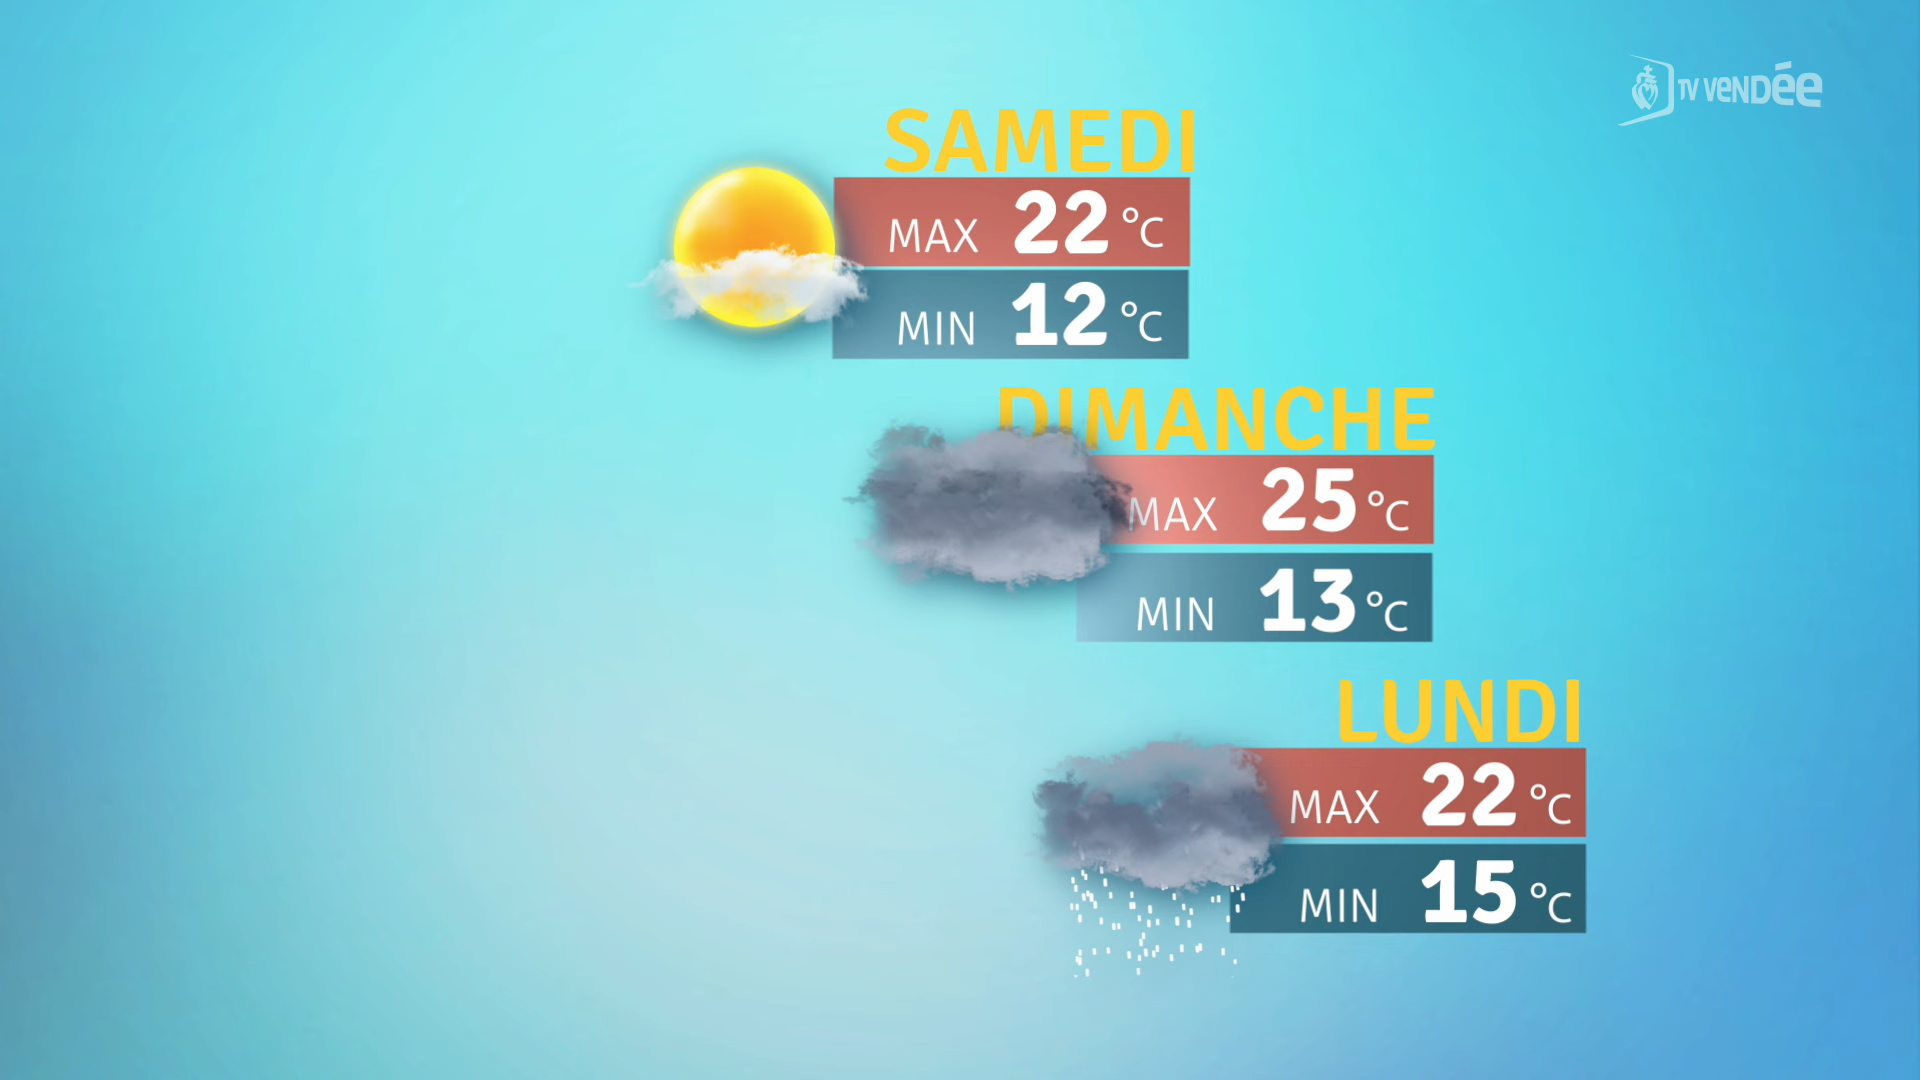 TV VENDÉE
SAMEDI
MAX 22 °C
MIN 12 °C
DIMANCHE
MAX 25 °C
MIN 13 °C
LUNDI
MAX 22 °C
MIN 15 °C